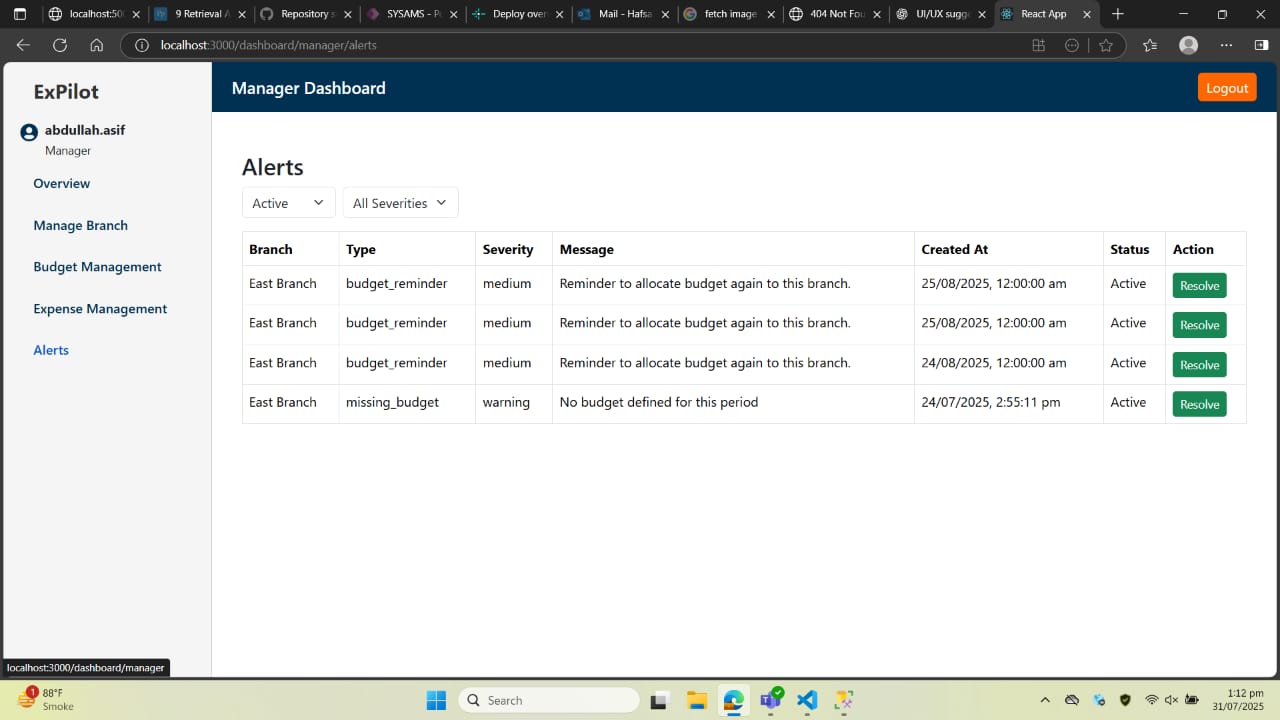 localhost:500
9 Retrieval A
Repository s
SYSAMS - P
Deploy over
Mail - Hafsa
fetch image
404 Not Fou
UI/UX sugg
React App
localhost:3000/dashboard/manager/alerts
ExPilot
abdullah.asif
Manager
Overview
Manage Branch
Budget Management
Expense Management
Alerts
Manager Dashboard
Logout
Alerts
Active
All Severities
Branch Type Severity Message Created At Status Action
East Branch budget_reminder medium Reminder to allocate budget again to this branch. 25/08/2025, 12:00:00 am Active Resolve
East Branch budget_reminder medium Reminder to allocate budget again to this branch. 25/08/2025, 12:00:00 am Active Resolve
East Branch budget_reminder medium Reminder to allocate budget again to this branch. 24/08/2025, 12:00:00 am Active Resolve
East Branch missing_budget warning No budget defined for this period 24/07/2025, 2:55:11 pm Active Resolve
localhost:3000/dashboard/manager
1
88°F
Smoke
Search
1:12 pm
31/07/2025